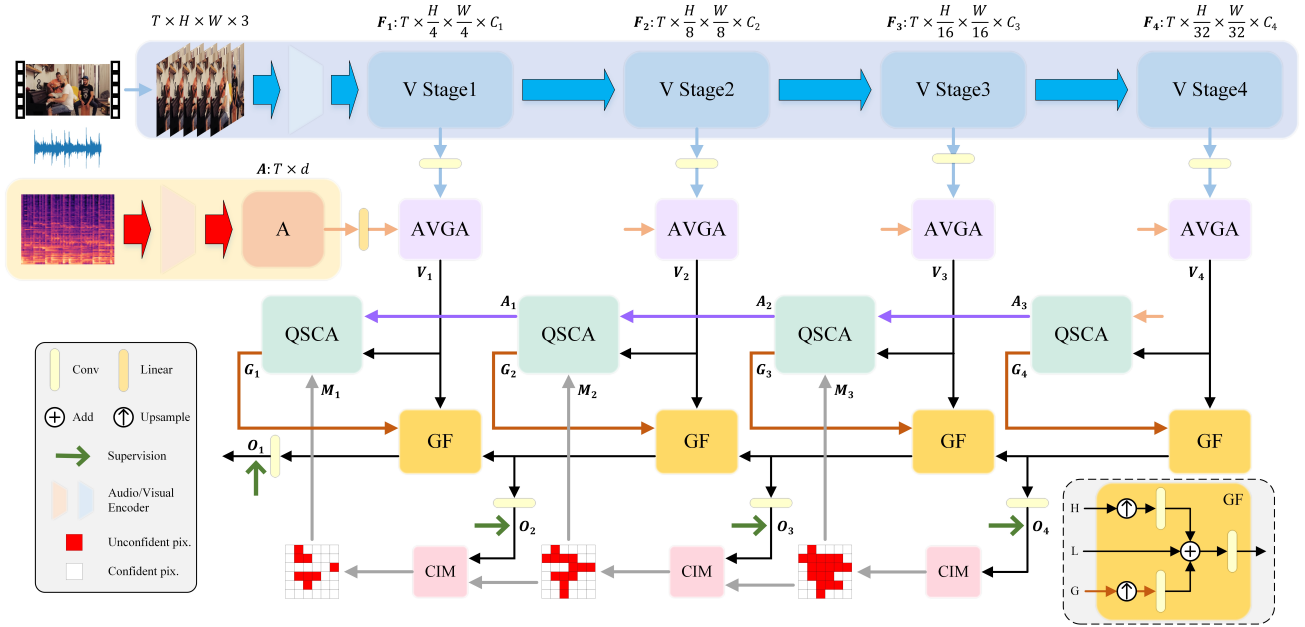 T × H × W × 3
F₁: T × H/4 × W/4 × C₁
F₂: T × H/8 × W/8 × C₂
F₃: T × H/16 × W/16 × C₃
F₄: T × H/32 × W/32 × C₄
V Stage1
V Stage2
V Stage3
V Stage4
A: T × d
A
AVGA
AVGA
AVGA
AVGA
V₁
V₂
V₃
V₄
A₁
A₂
A₃
QSCA
QSCA
QSCA
QSCA
G₁
G₂
G₃
G₄
M₁
M₂
M₃
GF
GF
GF
GF
O₁
O₂
O₃
O₄
CIM
CIM
CIM
Conv
Linear
Add
Upsample
Supervision
Audio/Visual
Encoder
Unconfident pix.
Confident pix.
GF
H
L
G